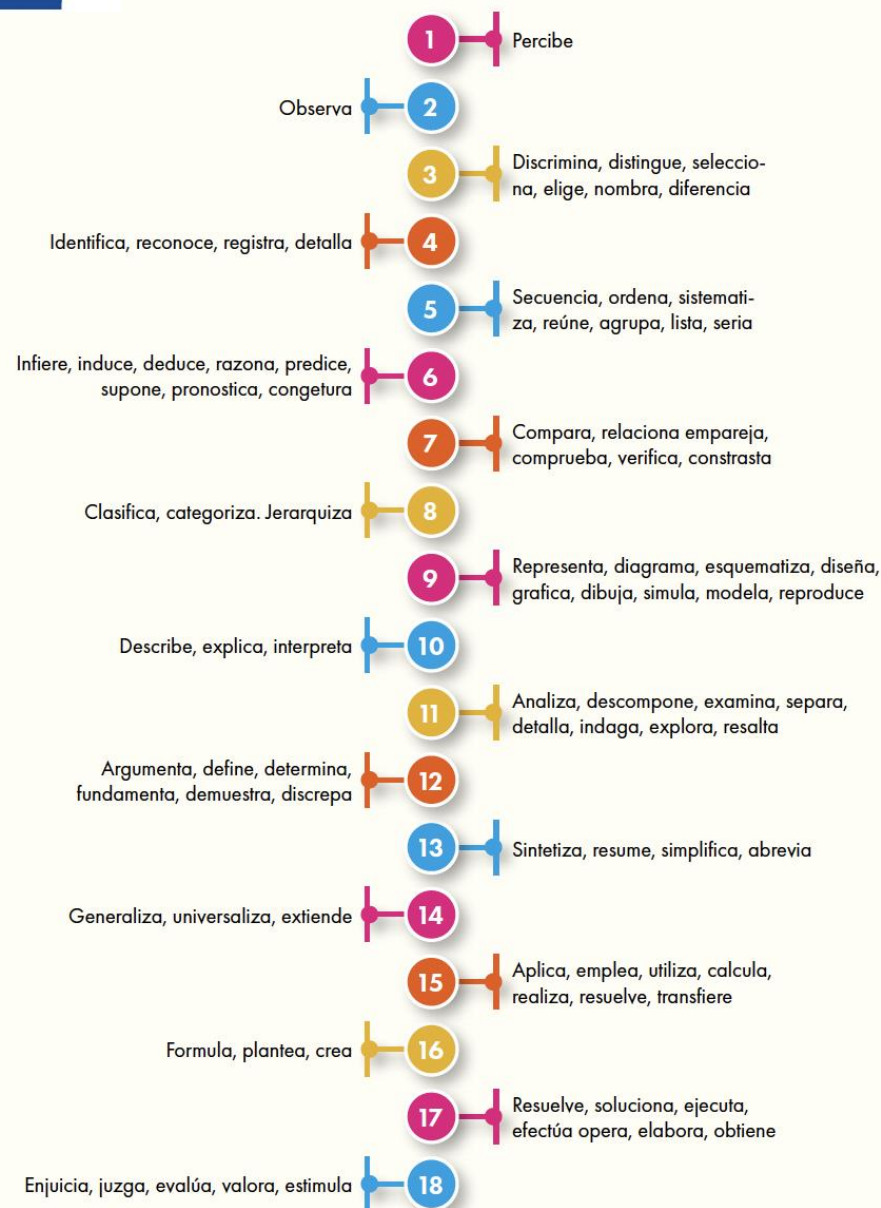 1
Percibe
Observa
2
3
Discrimina, distingue, seleccio-
na, elige, nombra, diferencia
Identifica, reconoce, registra, detalla
4
5
Secuencia, ordena, sistemati-
za, reúne, agrupa, lista, seria
Infiere, induce, deduce, razona, predice,
supone, pronostica, congetura
6
7
Compara, relaciona empareja,
comprueba, verifica, constrasta
Clasifica, categoriza. Jerarquiza
8
9
Representa, diagrama, esquematiza, diseña,
grafica, dibuja, simula, modela, reproduce
Describe, explica, interpreta
10
11
Analiza, descompone, examina, separa,
detalla, indaga, explora, resalta
Argumenta, define, determina,
fundamenta, demuestra, discrepa
12
13
Sintetiza, resume, simplifica, abrevia
Generaliza, universaliza, extiende
14
15
Aplica, emplea, utiliza, calcula,
realiza, resuelve, transfiere
Formula, plantea, crea
16
17
Resuelve, soluciona, ejecuta,
efectúa opera, elabora, obtiene
Enjuicia, juzga, evalúa, valora, estimula
18